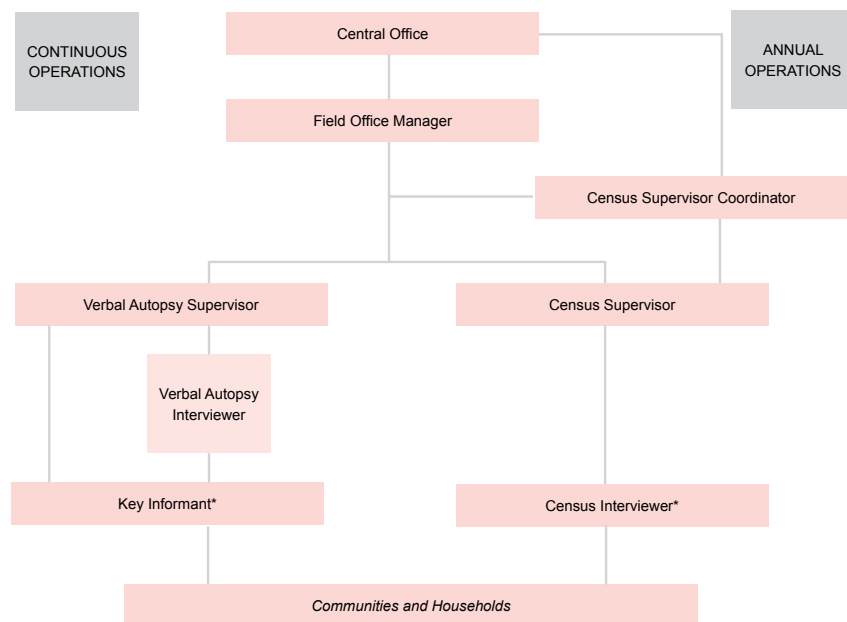 CONTINUOUS
OPERATIONS
Central Office
ANNUAL
OPERATIONS
Field Office Manager
Census Supervisor Coordinator
Verbal Autopsy Supervisor
Census Supervisor
Verbal Autopsy
Interviewer
Key Informant*
Census Interviewer*
Communities and Households